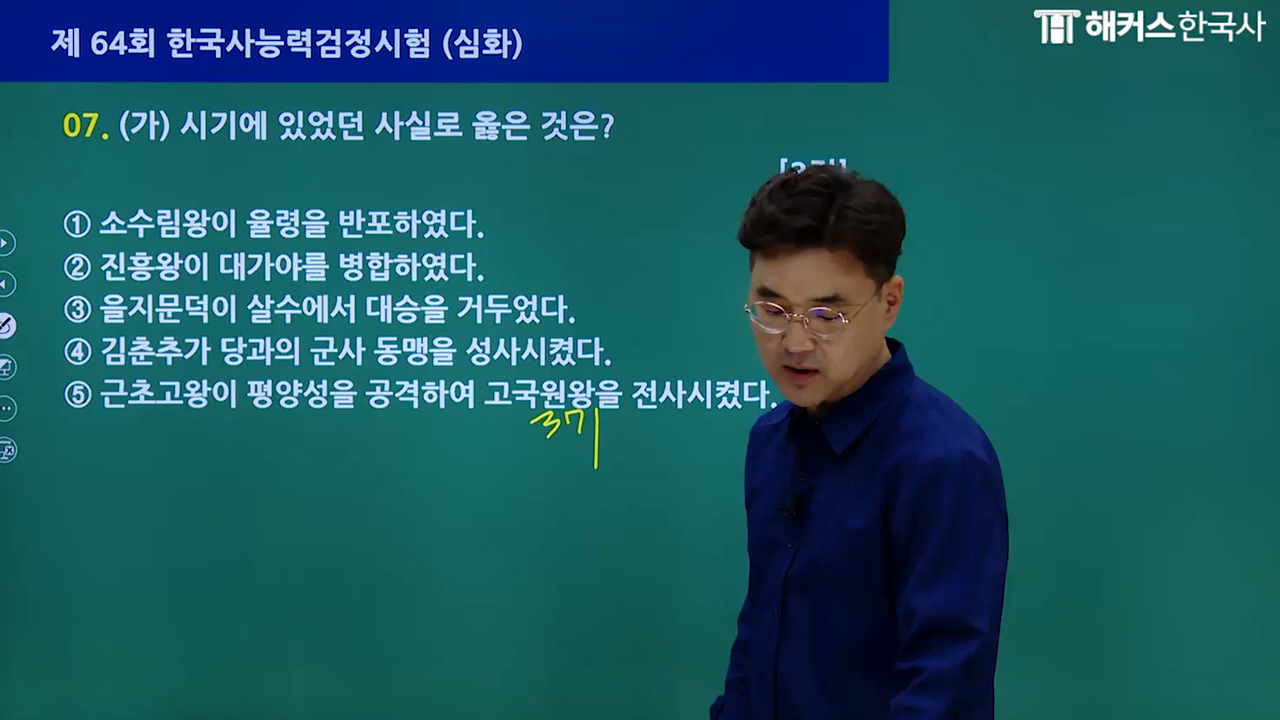 제 64회 한국사능력검정시험 (심화)
해커스한국사
07. (가) 시기에 있었던 사실로 옳은 것은?
① 소수림왕이 율령을 반포하였다.
② 진흥왕이 대가야를 병합하였다.
③ 을지문덕이 살수에서 대승을 거두었다.
④ 김춘추가 당과의 군사 동맹을 성사시켰다.
⑤ 근초고왕이 평양성을 공격하여 고국원왕을 전사시켰다.